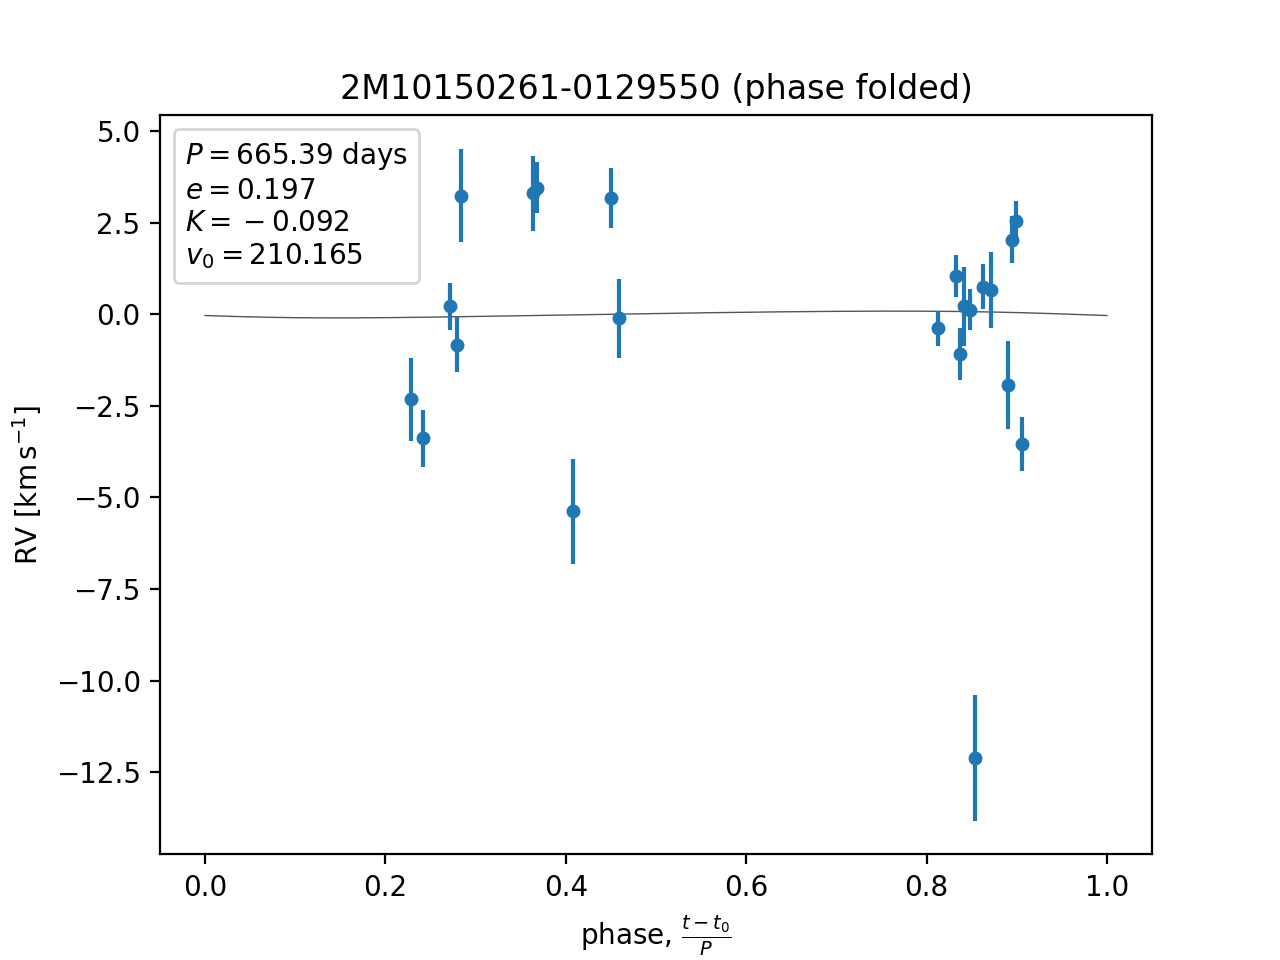 2M10150261-0129550 (phase folded)
P = 665.39 days
e = 0.197
K = −0.092
v₀ = 210.165
5.0
2.5
0.0
−2.5
−5.0
−7.5
−10.0
−12.5
RV [km s⁻¹]
0.0 0.2 0.4 0.6 0.8 1.0
phase, (t − t₀)/P